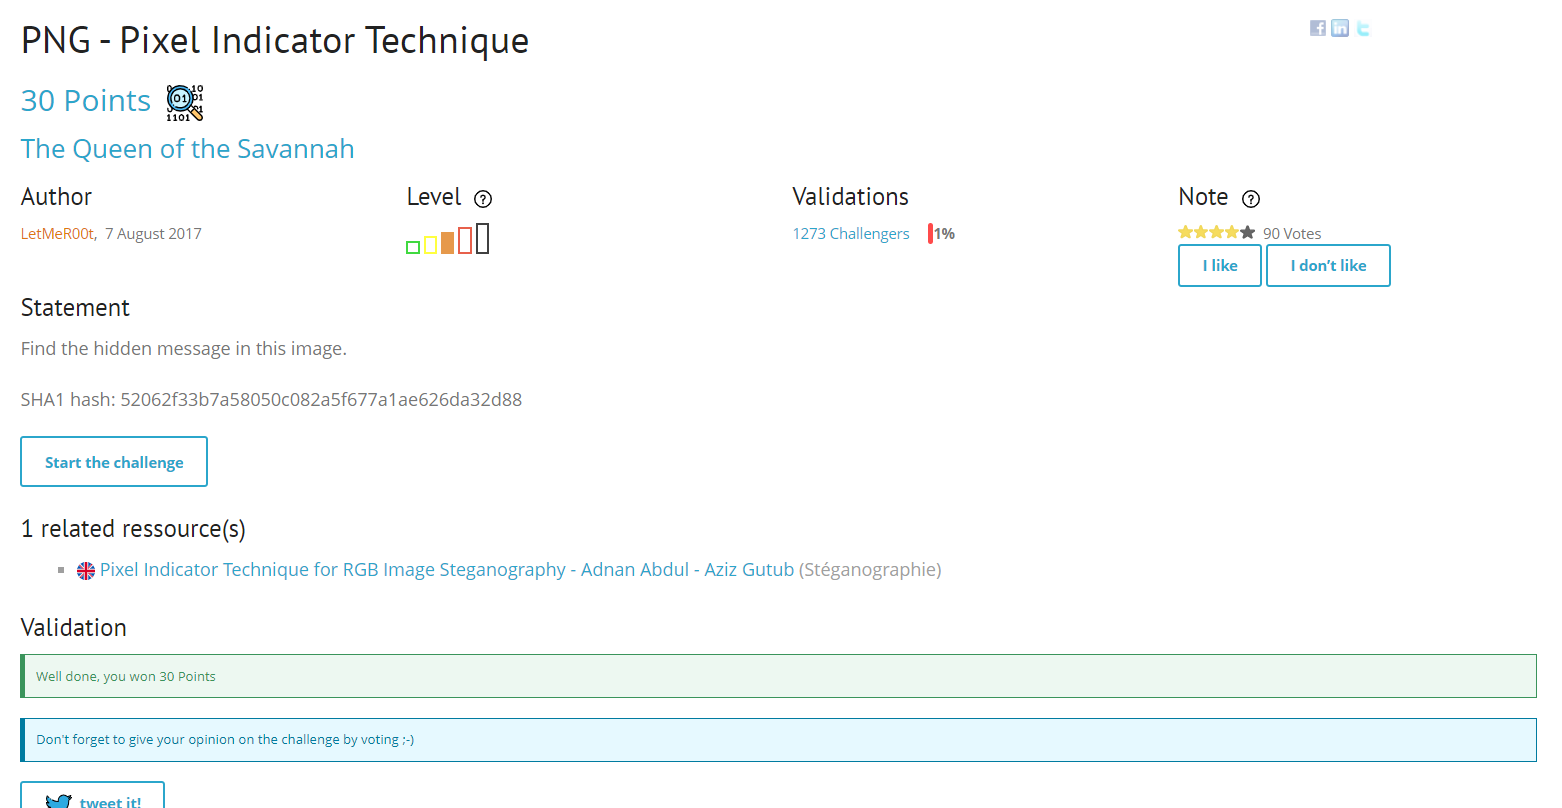 PNG - Pixel Indicator Technique
30 Points
The Queen of the Savannah
Author
Level
Validations
Note
LetMeR00t, 7 August 2017
1273 Challengers 1%
90 Votes
I like
I don't like
Statement
Find the hidden message in this image.
SHA1 hash: 52062f33b7a58050c082a5f677a1ae626da32d88
Start the challenge
1 related ressource(s)
Pixel Indicator Technique for RGB Image Steganography - Adnan Abdul - Aziz Gutub (Stéganographie)
Validation
Well done, you won 30 Points
Don't forget to give your opinion on the challenge by voting ;-)
tweet it!